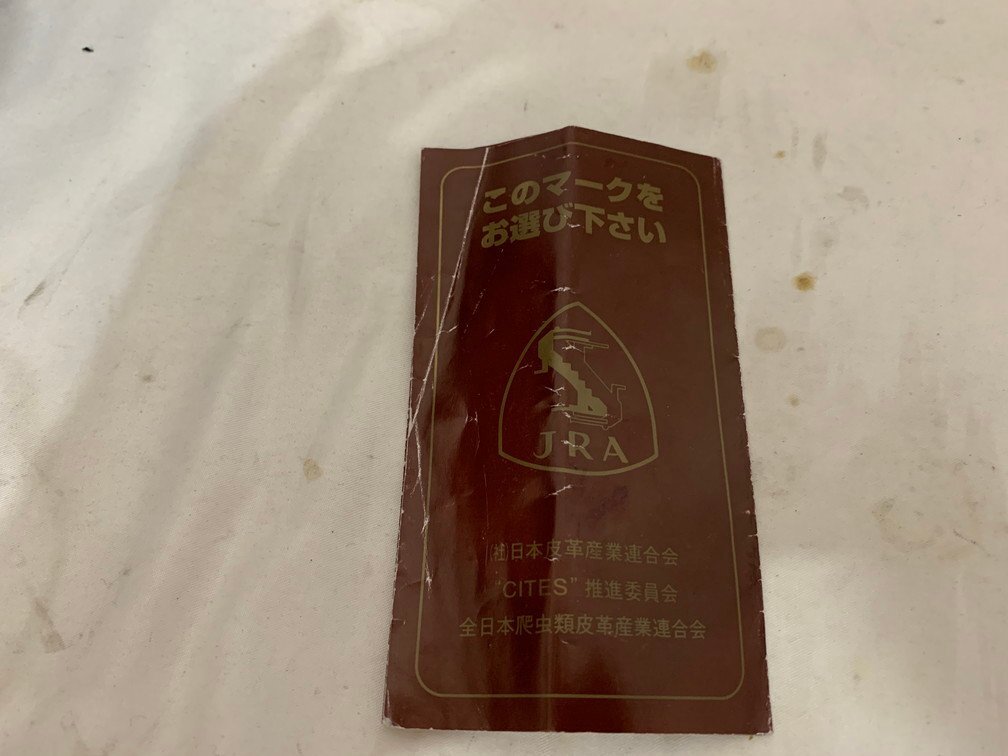 このマークを
お選び下さい
JRA
(社)日本皮革産業連合会
"CITES" 推進委員会
全日本爬虫類皮革産業連合会